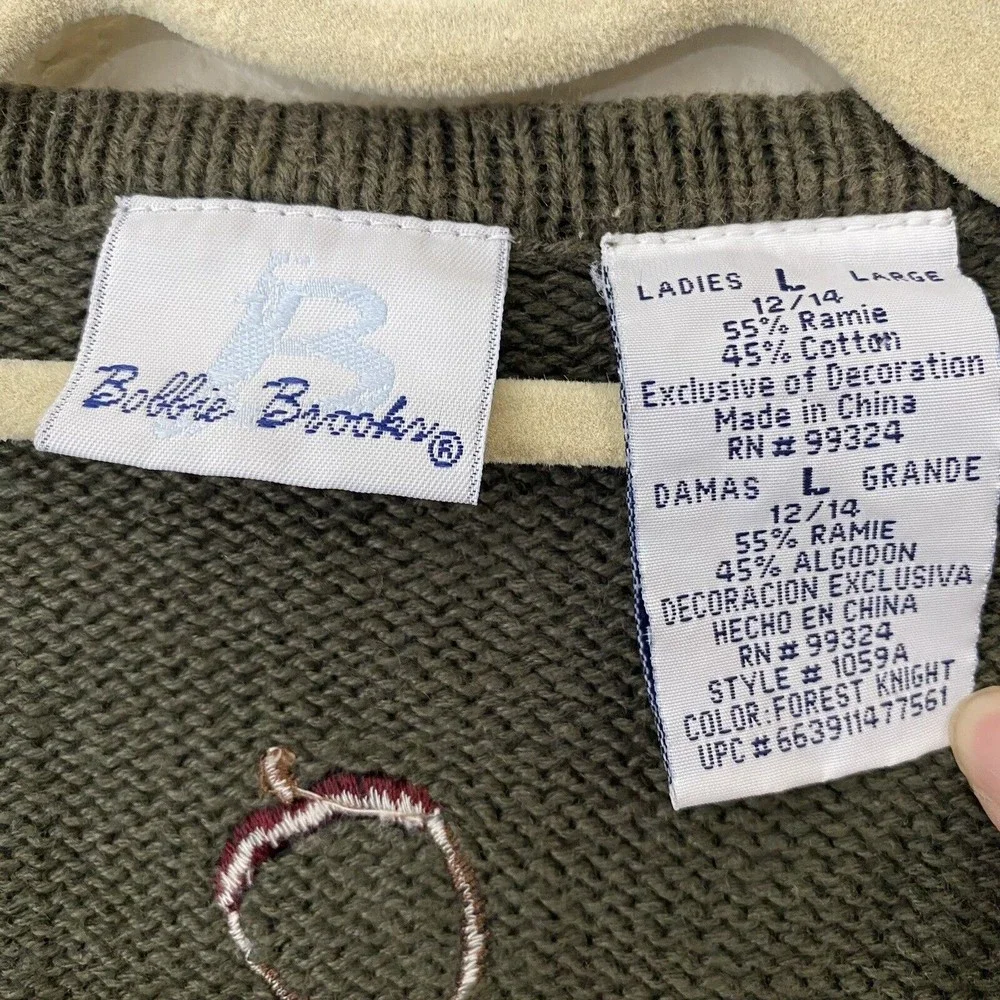 B
Bobbie Brooks®
LADIES L LARGE
12/14
55% Ramie
45% Cotton
Exclusive of Decoration
Made in China
RN # 99324
DAMAS L GRANDE
12/14
55% RAMIE
45% ALGODON
DECORACION EXCLUSIVA
HECHO EN CHINA
RN # 99324
STYLE # 1059A
COLOR: FOREST KNIGHT
UPC # 663911477561